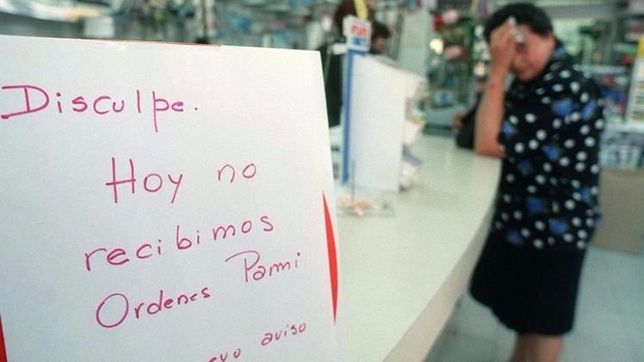 Disculpe.
Hoy no
recibimos
Ordenes Pami
aviso